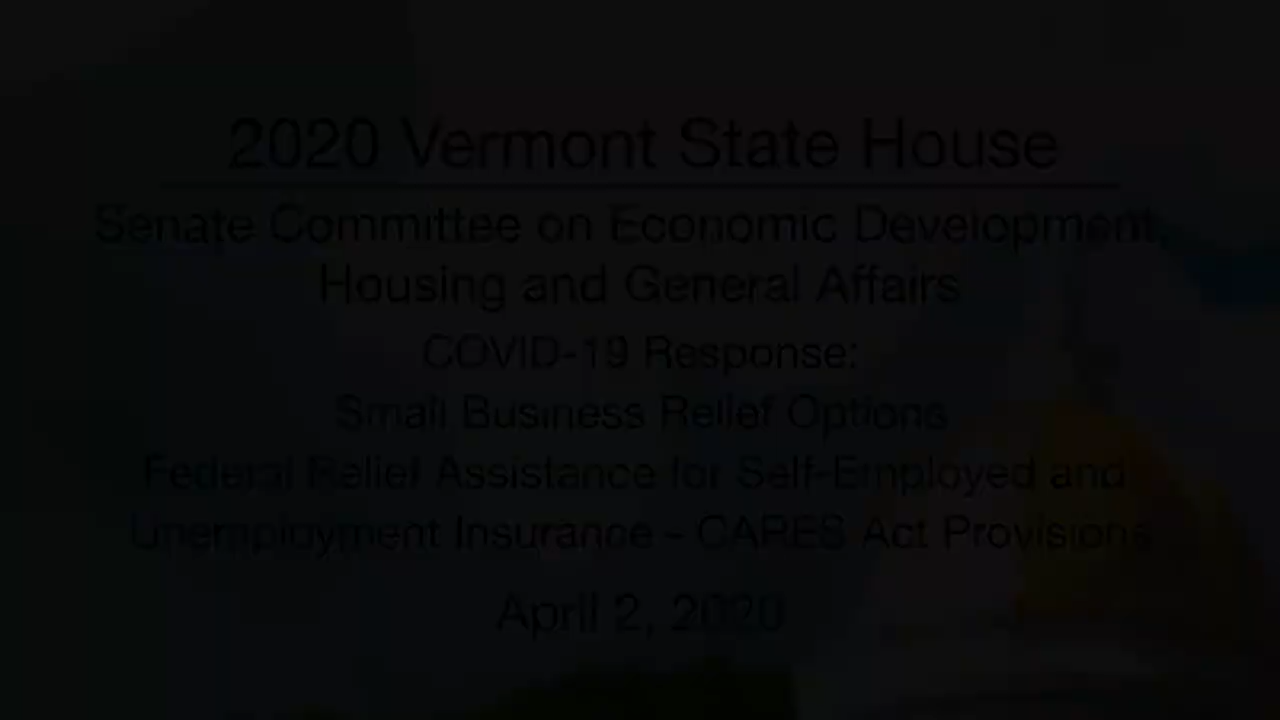 2020 Vermont State House
Senate Committee on Economic Development,
Housing and General Affairs
COVID-19 Response:
Small Business Relief Options
Federal Relief Assistance for Self-Employed and
Unemployment Insurance - CARES Act Provisions
April 2, 2020